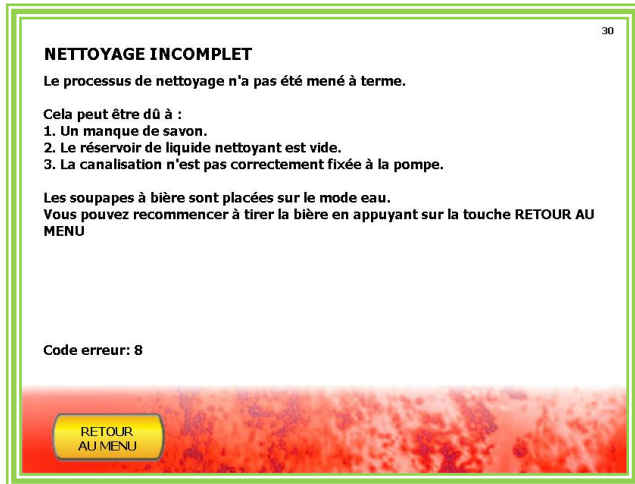 30
NETTOYAGE INCOMPLET
Le processus de nettoyage n'a pas été mené à terme.
Cela peut être dû à :
1. Un manque de savon.
2. Le réservoir de liquide nettoyant est vide.
3. La canalisation n'est pas correctement fixée à la pompe.
Les soupapes à bière sont placées sur le mode eau.
Vous pouvez recommencer à tirer la bière en appuyant sur la touche RETOUR AU
MENU
Code erreur: 8
RETOUR
AU MENU